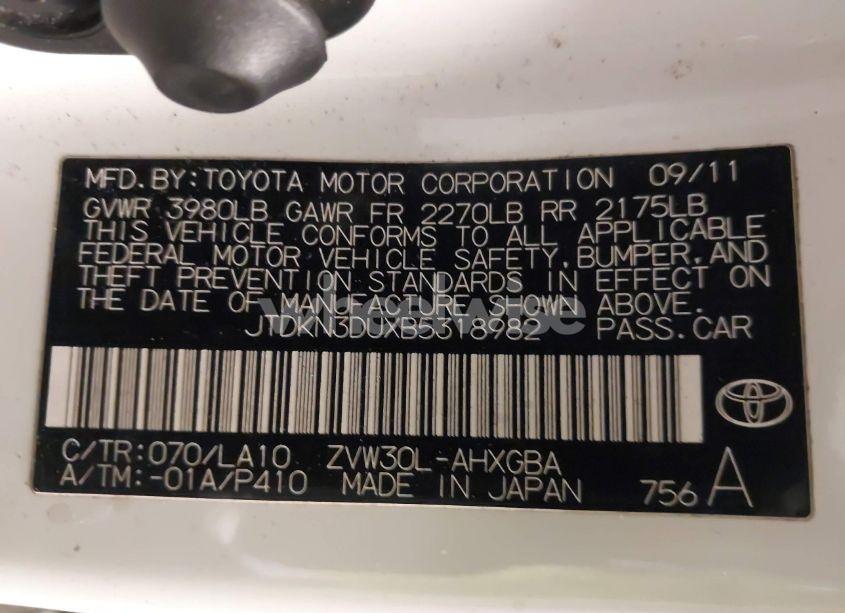 MFD. BY: TOYOTA MOTOR CORPORATION 09/11
GVWR 3980LB GAWR FR 2270LB RR 2175LB
THIS VEHICLE CONFORMS TO ALL APPLICABLE
FEDERAL MOTOR VEHICLE SAFETY, BUMPER, AND
THEFT PREVENTION STANDARDS IN EFFECT ON
THE DATE OF MANUFACTURE SHOWN ABOVE.
JTDKN3DUXB5318982 PASS. CAR
C/TR: 070/LA10 ZVW30L-AHXGBA
A/TM: -01A/P410 MADE IN JAPAN 756 A